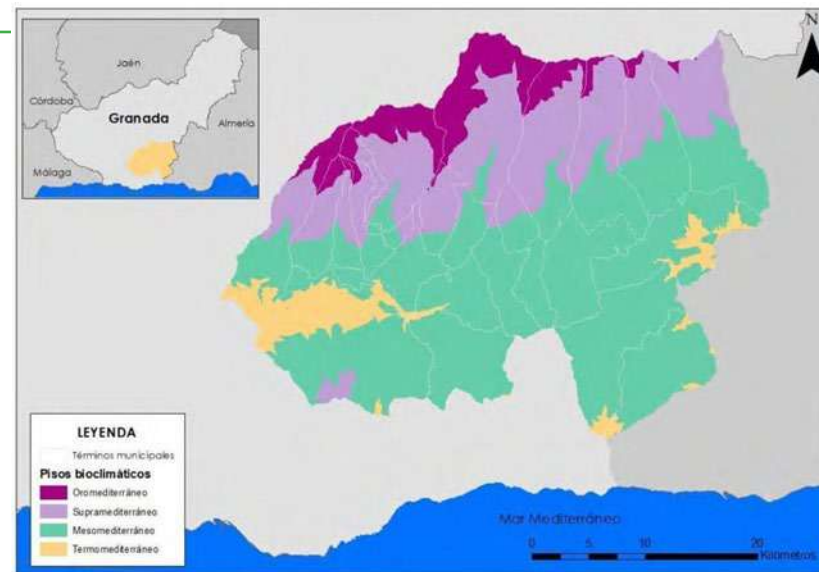 Jaén
Córdoba
Granada
Almería
Málaga
N
LEYENDA
Términos municipales
Pisos bioclimáticos
Oromediterráneo
Supramediterráneo
Mesomediterráneo
Termomediterráneo
Mar Mediterráneo
0 5 10 20
Kilómetros